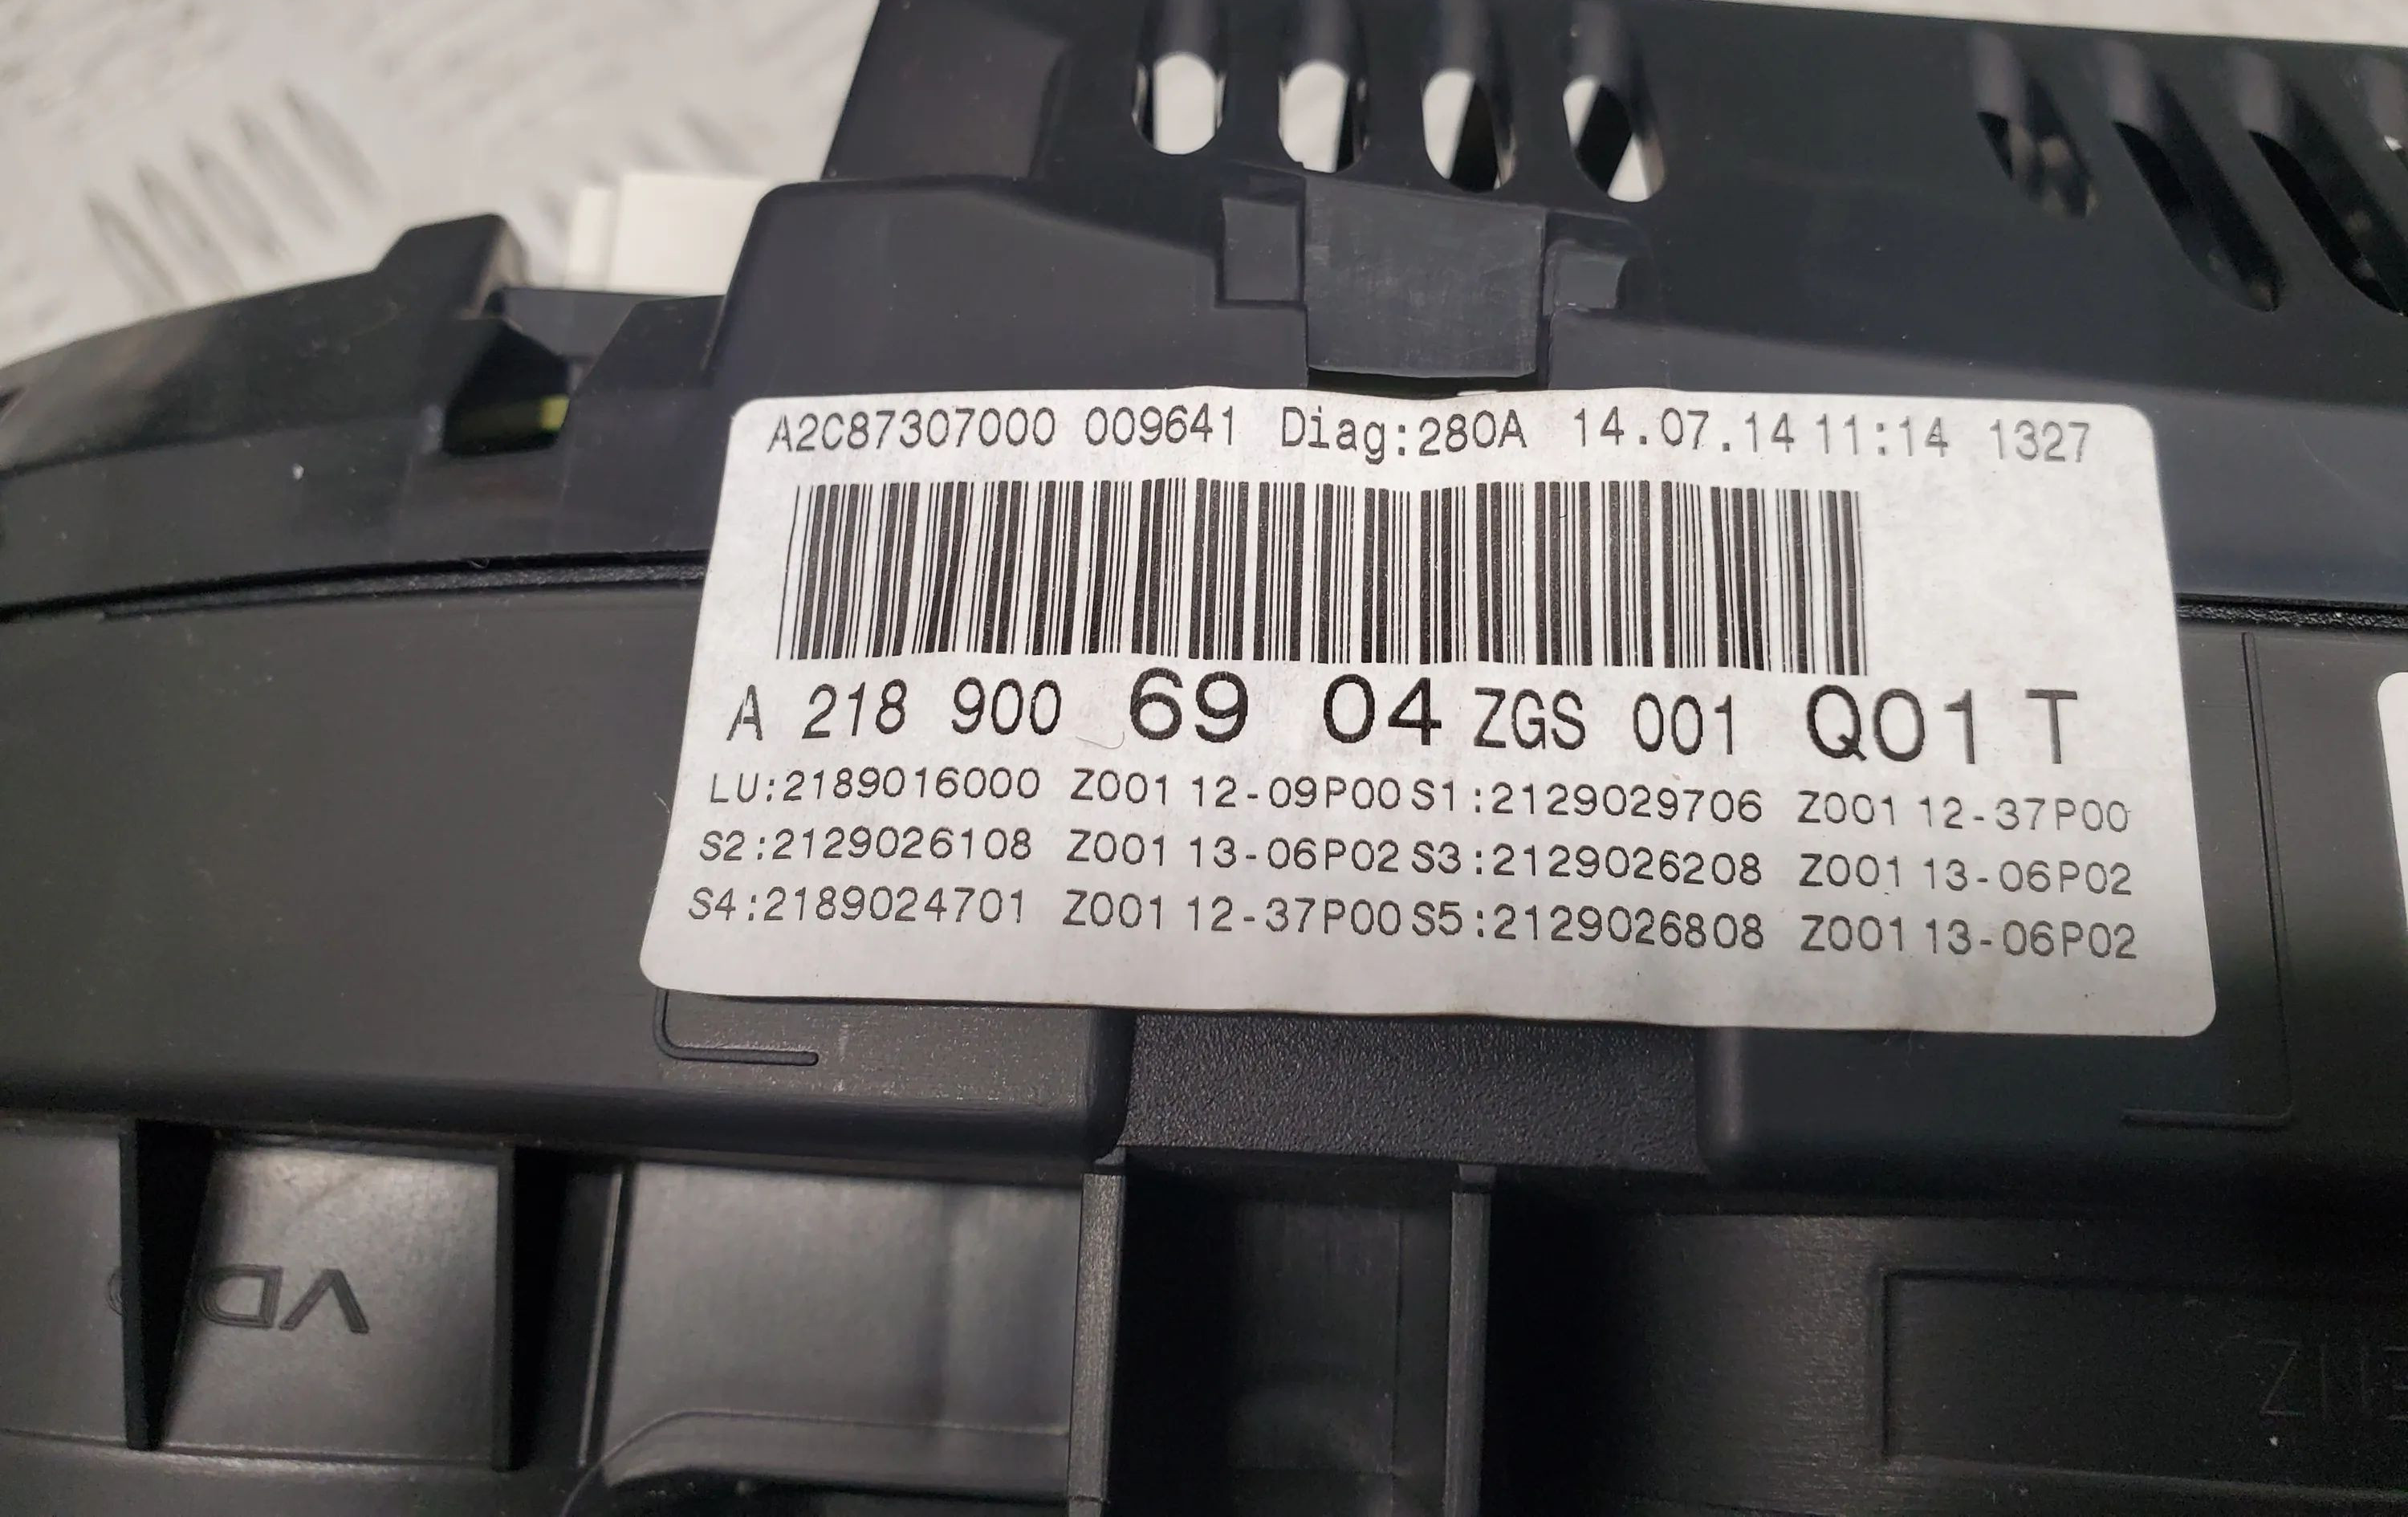 A2C87307000 009641 Diag:280A 14.07.14 11:14 1327
A 218 900 69 04 ZGS 001 Q01 T
LU:2189016000 Z001 12-09P00 S1:2129029706 Z001 12-37P00
S2:2129026108 Z001 13-06P02 S3:2129026208 Z001 13-06P02
S4:2189024701 Z001 12-37P00 S5:2129026808 Z001 13-06P02